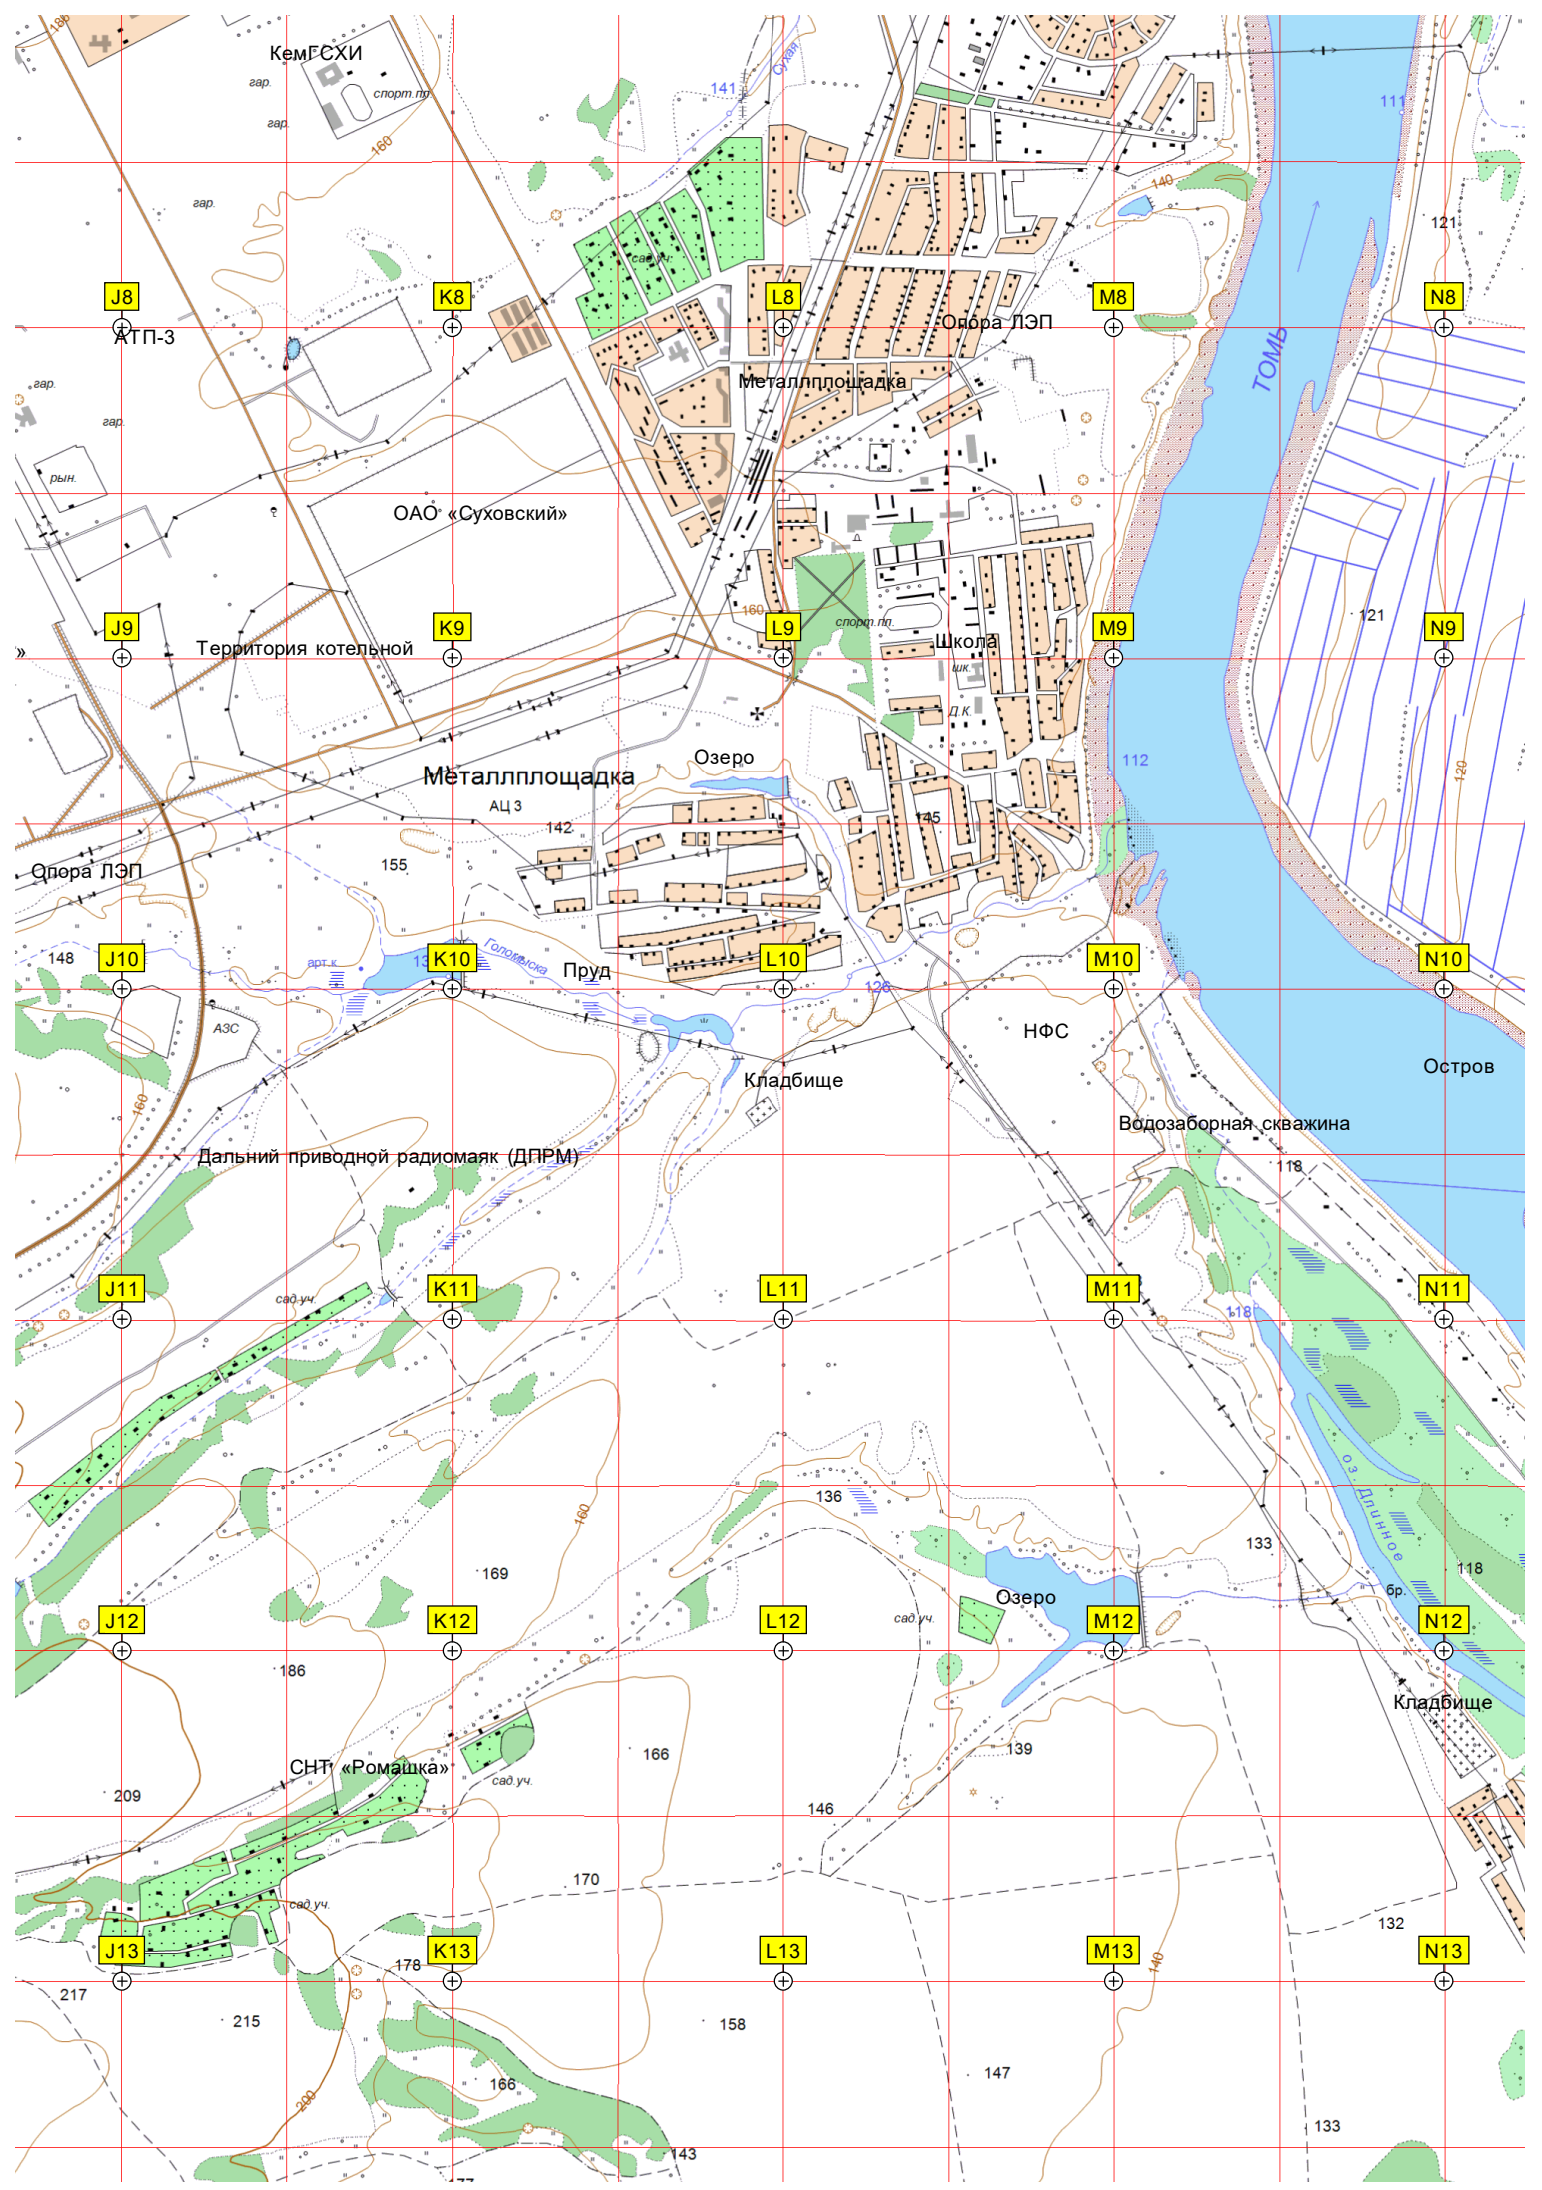 180
КемГСХИ
гар.
спорт.пл.
гар.
141
Сухая
111
160
140
гар.
121
сад.уч.
J8
K8
L8
M8
N8
АТП-3
Опора ЛЭП
ТОМЬ
Металлплощадка
гар.
гар.
рын.
ОАО «Суховский»
160
121
J9
K9
L9
M9
N9
спорт.пл.
»
Территория котельной
Школа
шк.
Д.К.
Озеро
112
120
Металлплощадка
АЦ 3
142
145
155
Опора ЛЭП
148
арт.к.
Голомыска
J10
K10
L10
M10
N10
Пруд
126
АЗС
НФС
Остров
Кладбище
160
Водозаборная скважина
Дальний приводной радиомаяк (ДПРМ)
118
J11
K11
L11
M11
N11
сад.уч.
118
оз. Длинное
136
160
133
169
118
бр.
Озеро
сад.уч.
J12
K12
L12
M12
N12
186
Кладбище
166
139
СНТ «Ромашка»
сад.уч.
209
146
170
сад.уч.
132
J13
K13
L13
M13
N13
178
140
217
215
158
147
166
200
133
143